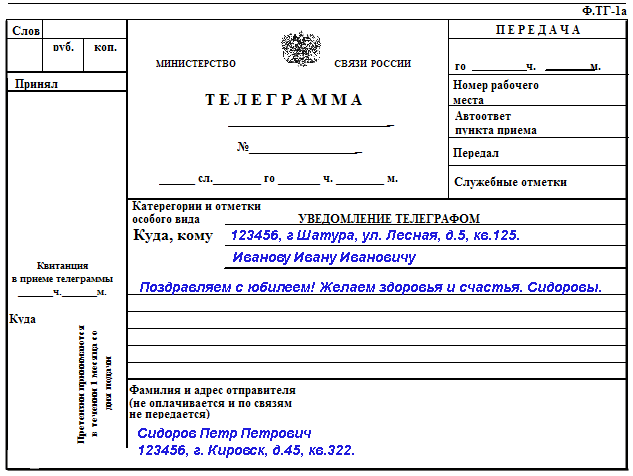 Ф.ТГ-1а
Слов
руб. коп.
Принял
МИНИСТЕРСТВО СВЯЗИ РОССИИ
ТЕЛЕГРАММА
№
сл. го ч. м.
ПЕРЕДАЧА
го ч. м.
Номер рабочего
места
Автоответ
пункта приема
Передал
Служебные отметки
Катерегории и отметки
особого вида УВЕДОМЛЕНИЕ ТЕЛЕГРАФОМ
Куда, кому 123456, г Шатура, ул. Лесная, д.5, кв.125.
Иванову Ивану Ивановичу
Поздравляем с юбилеем! Желаем здоровья и счастья. Сидоровы.
Квитанция
в приеме телеграммы
ч. м.
Куда
Претензии принимаются
в течении 1 месяца со
дня подачи
Фамилия и адрес отправителя
(не оплачивается и по связям
не передается)
Сидоров Петр Петрович
123456, г. Кировск, д.45, кв.322.